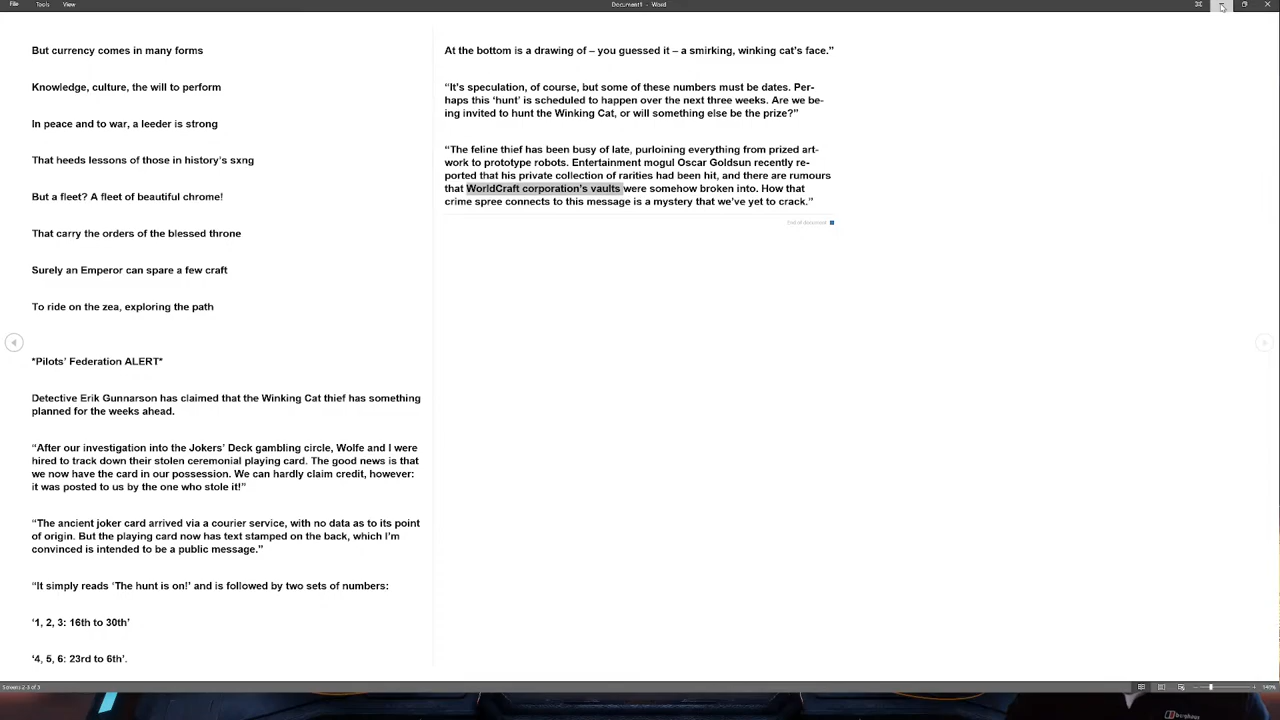 File Tools View
Document1 - Word
But currency comes in many forms
Knowledge, culture, the will to perform
In peace and to war, a leeder is strong
That heeds lessons of those in history's sxng
But a fleet? A fleet of beautiful chrome!
That carry the orders of the blessed throne
Surely an Emperor can spare a few craft
To ride on the zea, exploring the path
*Pilots' Federation ALERT*
Detective Erik Gunnarson has claimed that the Winking Cat thief has something
planned for the weeks ahead.
“After our investigation into the Jokers' Deck gambling circle, Wolfe and I were
hired to track down their stolen ceremonial playing card. The good news is that
we now have the card in our possession. We can hardly claim credit, however:
it was posted to us by the one who stole it!”
“The ancient joker card arrived via a courier service, with no data as to its point
of origin. But the playing card now has text stamped on the back, which I'm
convinced is intended to be a public message.”
“It simply reads ‘The hunt is on!’ and is followed by two sets of numbers:
‘1, 2, 3: 16th to 30th’
‘4, 5, 6: 23rd to 6th’.
At the bottom is a drawing of – you guessed it – a smirking, winking cat's face.”
“It's speculation, of course, but some of these numbers must be dates. Per-
haps this ‘hunt’ is scheduled to happen over the next three weeks. Are we be-
ing invited to hunt the Winking Cat, or will something else be the prize?”
“The feline thief has been busy of late, purloining everything from prized art-
work to prototype robots. Entertainment mogul Oscar Goldsun recently re-
ported that his private collection of rarities had been hit, and there are rumours
that WorldCraft corporation's vaults were somehow broken into. How that
crime spree connects to this message is a mystery that we've yet to crack.”
End of document
Screens 2-3 of 3